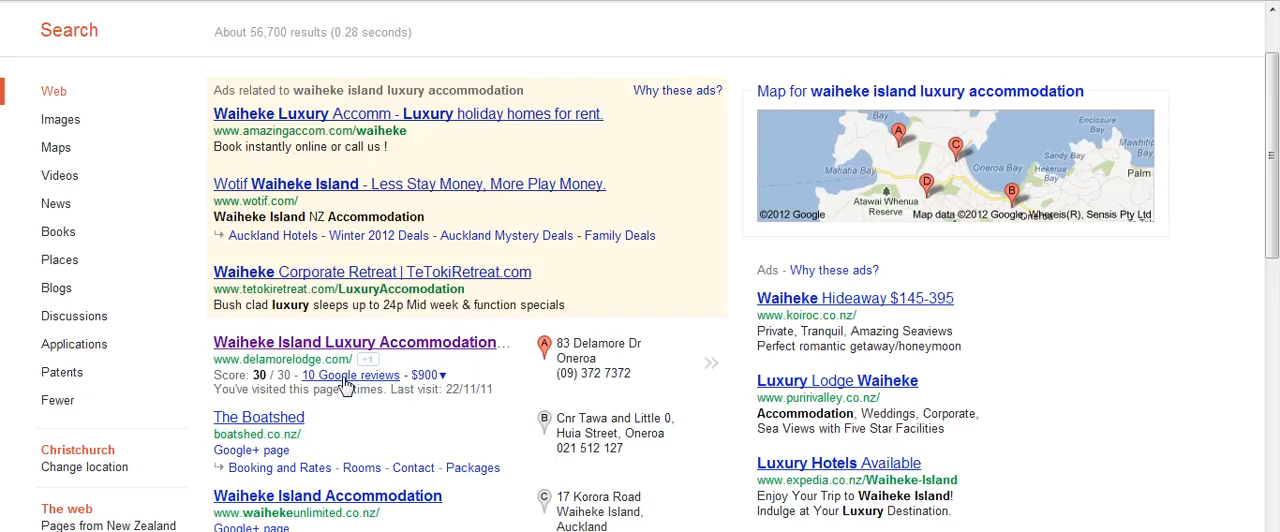 Search
About 56,700 results (0.28 seconds)
Web
Images
Maps
Videos
News
Books
Places
Blogs
Discussions
Applications
Patents
Fewer
Christchurch
Change location
The web
Pages from New Zealand
Ads related to waiheke island luxury accommodation
Why these ads?
Waiheke Luxury Accomm - Luxury holiday homes for rent.
www.amazingaccom.com/waiheke
Book instantly online or call us !
Wotif Waiheke Island - Less Stay Money, More Play Money.
www.wotif.com/
Waiheke Island NZ Accommodation
Auckland Hotels - Winter 2012 Deals - Auckland Mystery Deals - Family Deals
Waiheke Corporate Retreat | TeTokiRetreat.com
www.tetokiretreat.com/LuxuryAccomodation
Bush clad luxury sleeps up to 24p Mid week & function specials
Waiheke Island Luxury Accommodation...
www.delamorelodge.com/ +1
Score: 30 / 30 - 10 Google reviews - $900▼
You've visited this page times. Last visit: 22/11/11
A
83 Delamore Dr
Oneroa
(09) 372 7372
The Boatshed
boatshed.co.nz/
Google+ page
Booking and Rates - Rooms - Contact - Packages
B
Cnr Tawa and Little 0,
Huia Street, Oneroa
021 512 127
Waiheke Island Accommodation
www.waihekeunlimited.co.nz/
Google+ page
C
17 Korora Road
Waiheke Island,
Auckland
Map for waiheke island luxury accommodation
Bay
Enclosure
Bay
A
C
Sandy Bay
Mawhiti
Bay
Oneroa Bay
Hekerua
Bay
Mahatia Bay
Palm
D
B
Atawai Whenua
Reserve
©2012 Google
Map data ©2012 Google, Whereis(R), Sensis Pty Ltd
Ads - Why these ads?
Waiheke Hideaway $145-395
www.koiroc.co.nz/
Private, Tranquil, Amazing Seaviews
Perfect romantic getaway/honeymoon
Luxury Lodge Waiheke
www.puririvalley.co.nz/
Accommodation, Weddings, Corporate,
Sea Views with Five Star Facilities
Luxury Hotels Available
www.expedia.co.nz/Waiheke-Island
Enjoy Your Trip to Waiheke Island!
Indulge at Your Luxury Destination.